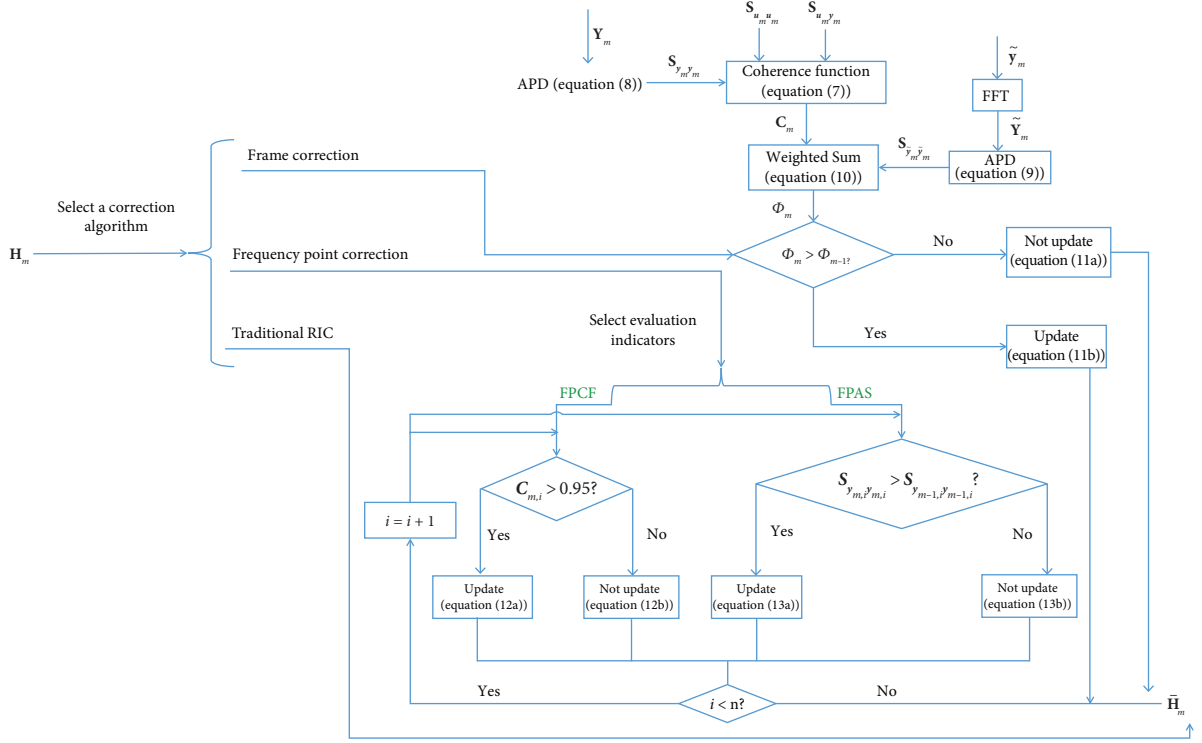 S_{u_m u_m}
S_{u_m y_m}
Y_m
APD (equation (8))
S_{y_m y_m}
Coherence function
(equation (7))
ỹ_m
FFT
Ỹ_m
C_m
Weighted Sum
(equation (10))
S_{ỹ_m ỹ_m}
APD
(equation (9))
Φ_m
H_m
Select a correction
algorithm
Frame correction
Frequency point correction
Traditional RIC
Φ_m > Φ_{m−1}?
No
Not update
(equation (11a))
Yes
Update
(equation (11b))
Select evaluation
indicators
FPCF
FPAS
C_{m,i} > 0.95?
S_{y_{m,i} y_{m,i}} > S_{y_{m−1,i} y_{m−1,i}}?
i = i + 1
Yes
No
Yes
No
Update
(equation (12a))
Not update
(equation (12b))
Update
(equation (13a))
Not update
(equation (13b))
Yes
i < n?
No
H̄_m